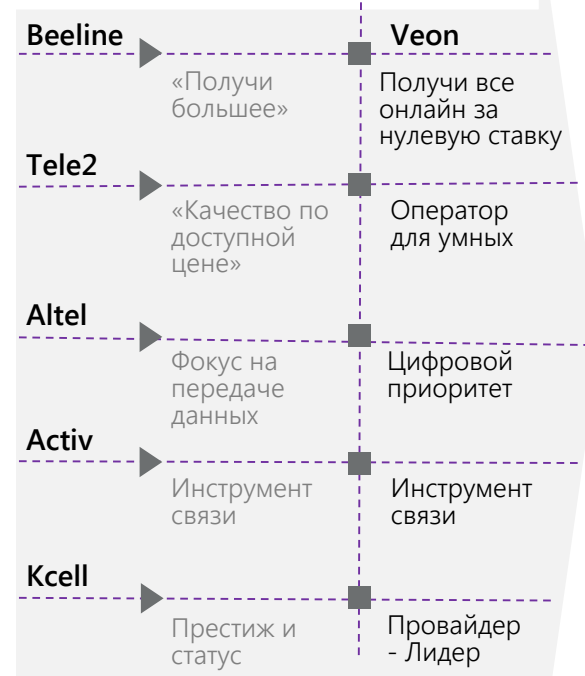 Beeline
Veon
«Получи
большее»
Получи все
онлайн за
нулевую ставку
Tele2
«Качество по
доступной
цене»
Оператор
для умных
Altel
Фокус на
передаче
данных
Цифровой
приоритет
Activ
Инструмент
связи
Инструмент
связи
Kcell
Престиж и
статус
Провайдер
- Лидер